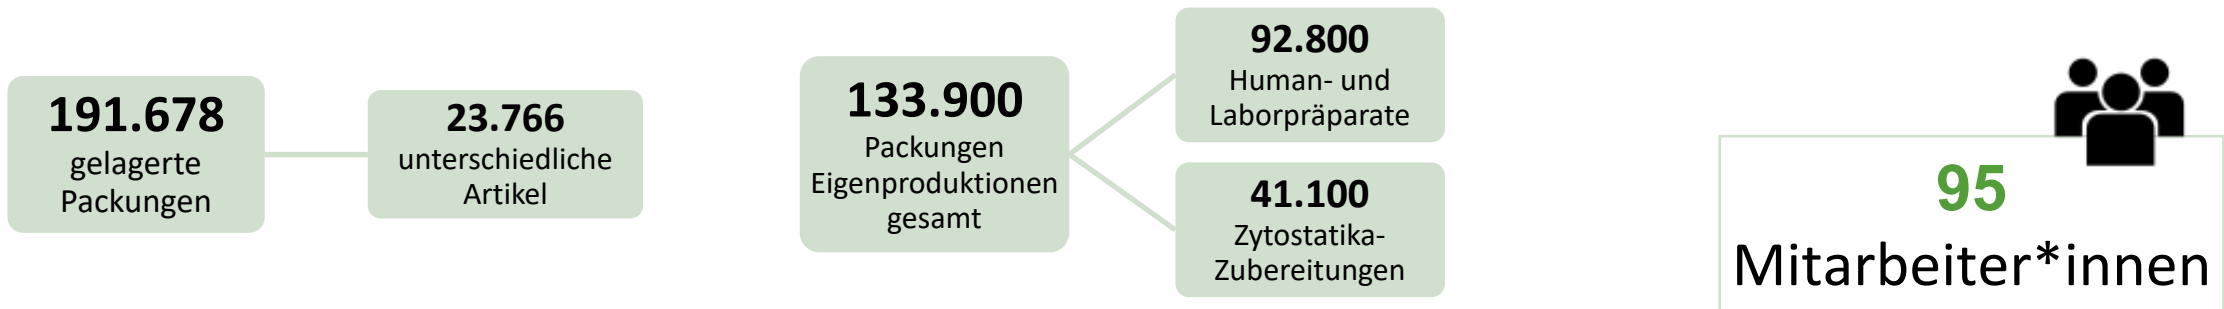 191.678
gelagerte
Packungen
23.766
unterschiedliche
Artikel
133.900
Packungen
Eigenproduktionen
gesamt
92.800
Human- und
Laborpräparate
41.100
Zytostatika-
Zubereitungen
95
Mitarbeiter*innen